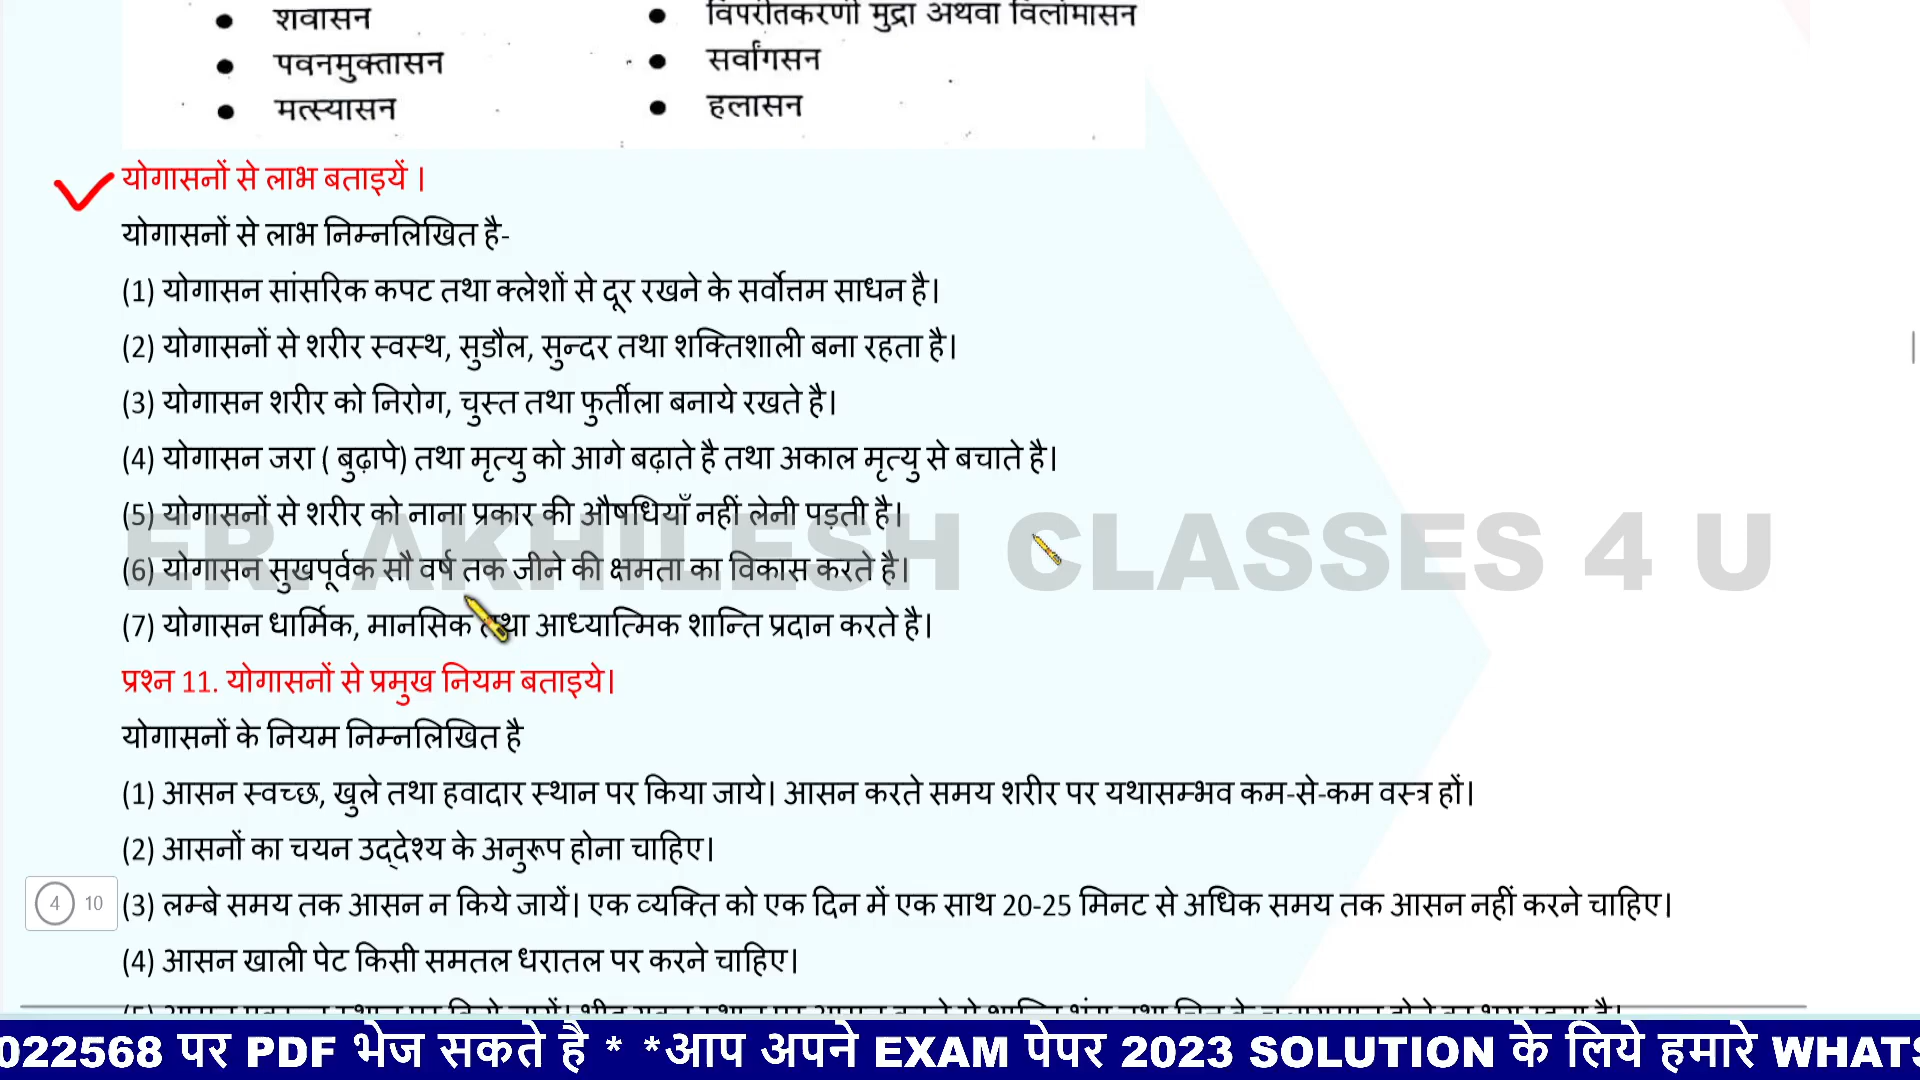 शवासन
विपरीतकरणी मुद्रा अथवा विलोमासन
पवनमुक्तासन
सर्वांगसन
मत्स्यासन
हलासन
योगासनों से लाभ बताइयें ।
योगासनों से लाभ निम्नलिखित है-
(1) योगासन सांसरिक कपट तथा क्लेशों से दूर रखने के सर्वोत्तम साधन है।
(2) योगासनों से शरीर स्वस्थ, सुडौल, सुन्दर तथा शक्तिशाली बना रहता है।
(3) योगासन शरीर को निरोग, चुस्त तथा फुर्तीला बनाये रखते है।
(4) योगासन जरा ( बुढ़ापे) तथा मृत्यु को आगे बढ़ाते है तथा अकाल मृत्यु से बचाते है।
(5) योगासनों से शरीर को नाना प्रकार की औषधियाँ नहीं लेनी पड़ती है।
ER. AKHILESH CLASSES 4 U
(6) योगासन सुखपूर्वक सौ वर्ष तक जीने की क्षमता का विकास करते है।
(7) योगासन धार्मिक, मानसिक तथा आध्यात्मिक शान्ति प्रदान करते है।
प्रश्न 11. योगासनों से प्रमुख नियम बताइये।
योगासनों के नियम निम्नलिखित है
(1) आसन स्वच्छ, खुले तथा हवादार स्थान पर किया जाये। आसन करते समय शरीर पर यथासम्भव कम-से-कम वस्त्र हों।
(2) आसनों का चयन उद्देश्य के अनुरूप होना चाहिए।
4 10
(3) लम्बे समय तक आसन न किये जायें। एक व्यक्ति को एक दिन में एक साथ 20-25 मिनट से अधिक समय तक आसन नहीं करने चाहिए।
(4) आसन खाली पेट किसी समतल धरातल पर करने चाहिए।
022568 पर PDF भेज सकते है * *आप अपने EXAM पेपर 2023 SOLUTION के लिये हमारे WHATS